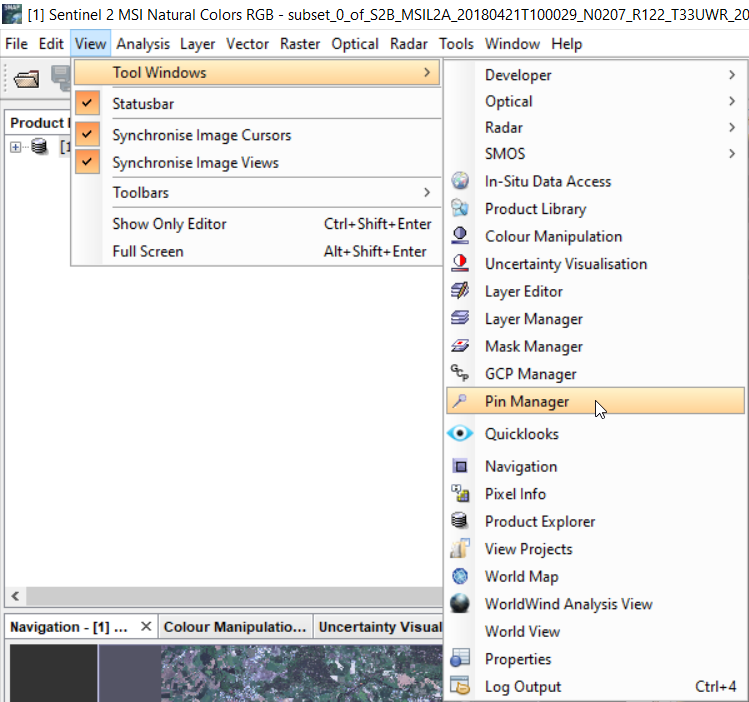 [1] Sentinel 2 MSI Natural Colors RGB - subset_0_of_S2B_MSIL2A_20180421T100029_N0207_R122_T33UWR_20
File Edit View Analysis Layer Vector Raster Optical Radar Tools Window Help
Tool Windows
Statusbar
Synchronise Image Cursors
Synchronise Image Views
Toolbars
Show Only Editor Ctrl+Shift+Enter
Full Screen Alt+Shift+Enter
Product
[1
Developer
Optical
Radar
SMOS
In-Situ Data Access
Product Library
Colour Manipulation
Uncertainty Visualisation
Layer Editor
Layer Manager
Mask Manager
GCP Manager
Pin Manager
Quicklooks
Navigation
Pixel Info
Product Explorer
View Projects
World Map
WorldWind Analysis View
World View
Properties
Log Output Ctrl+4
Navigation - [1] ... Colour Manipulatio... Uncertainty Visual